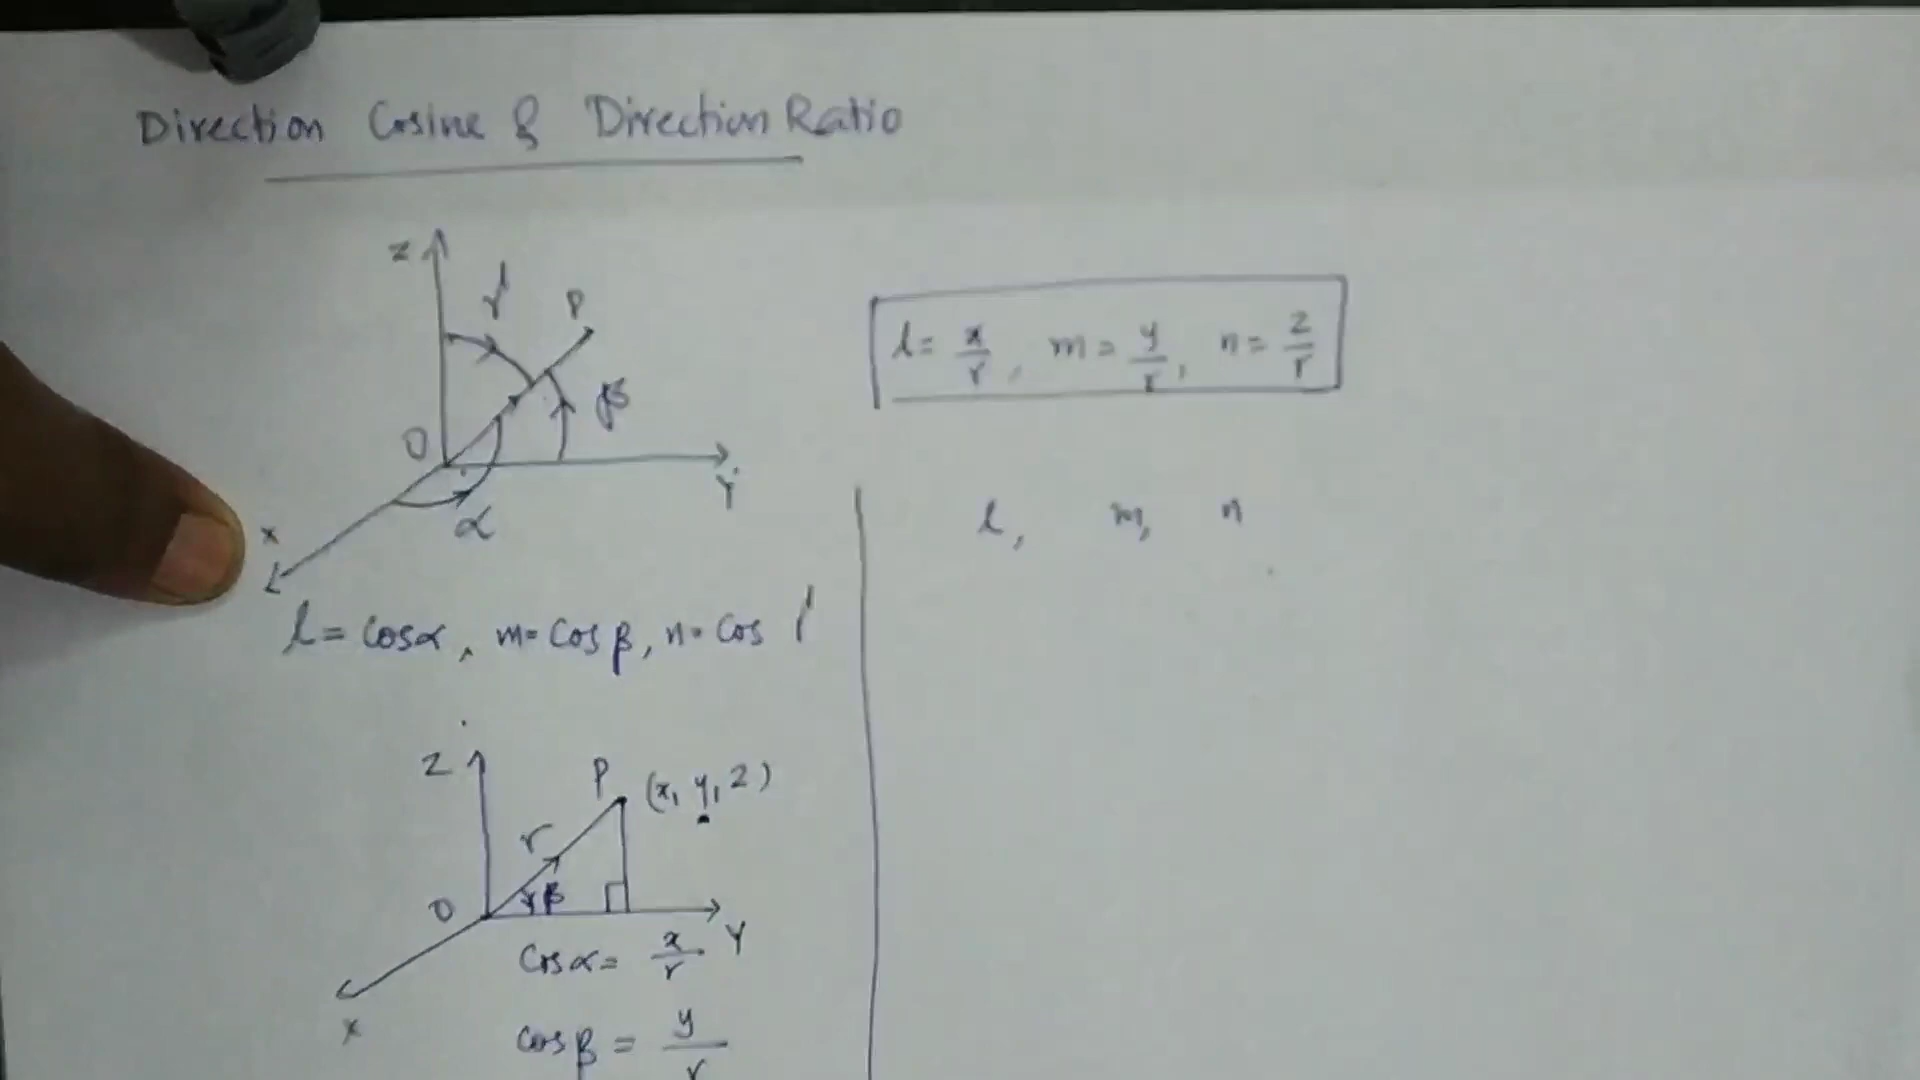 Direction Cosine & Direction Ratio
Z
γ
P
β
O
Y
α
x
l = cosα, m = cosβ, n = cos γ
Z
P (x, y, z)
r
β
O
Y
x
cosα = x/r
cosβ = y/r
l = x/r, m = y/r, n = z/r
l, m, n